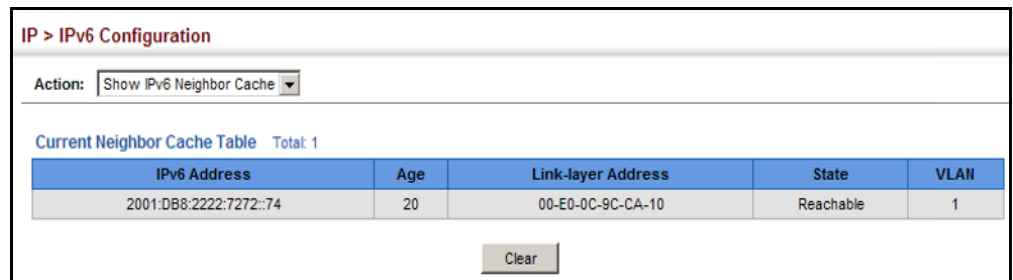 IP > IPv6 Configuration
Action: Show IPv6 Neighbor Cache
Current Neighbor Cache Table Total: 1
IPv6 Address Age Link-layer Address State VLAN
2001:DB8:2222:7272::74 20 00-E0-0C-9C-CA-10 Reachable 1
Clear